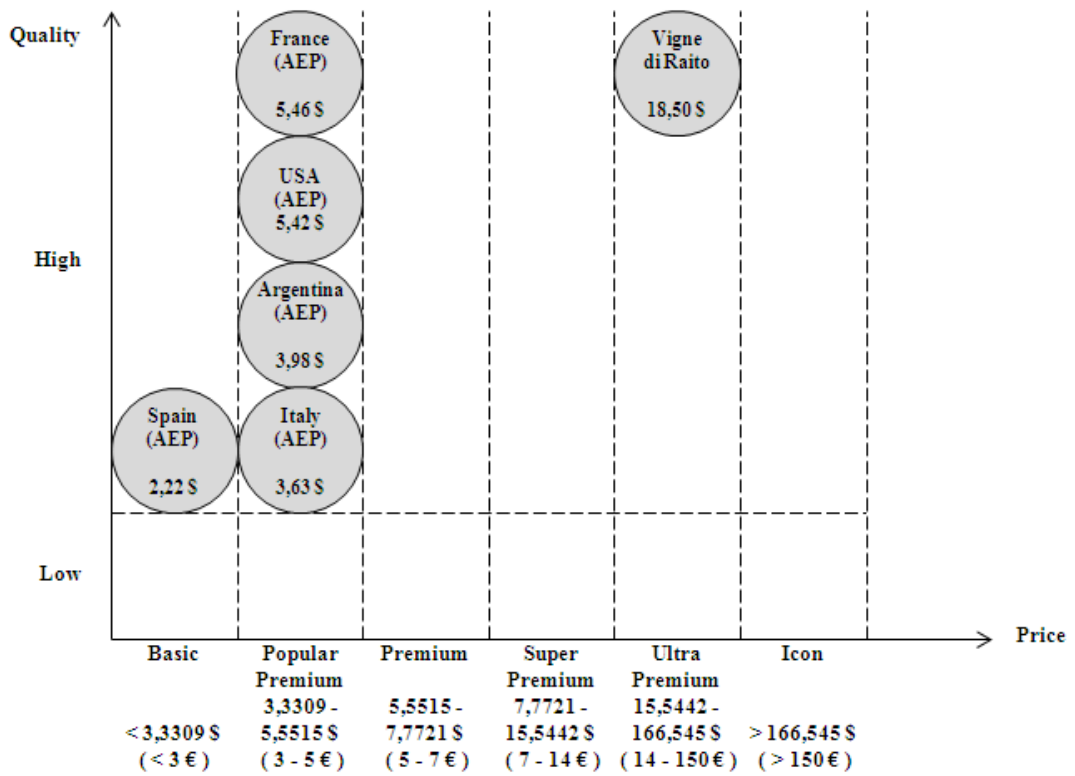 Quality
France
(AEP)
5,46 $
Vigne
di Raito
18,50 $
USA
(AEP)
5,42 $
High
Argentina
(AEP)
3,98 $
Spain
(AEP)
2,22 $
Italy
(AEP)
3,63 $
Low
Price
Basic
< 3,3309 $
( < 3 € )
Popular
Premium
3,3309 -
5,5515 $
( 3 - 5 € )
Premium
5,5515 -
7,7721 $
( 5 - 7 € )
Super
Premium
7,7721 -
15,5442 $
( 7 - 14 € )
Ultra
Premium
15,5442 -
166,545 $
( 14 - 150 € )
Icon
> 166,545 $
( > 150 € )